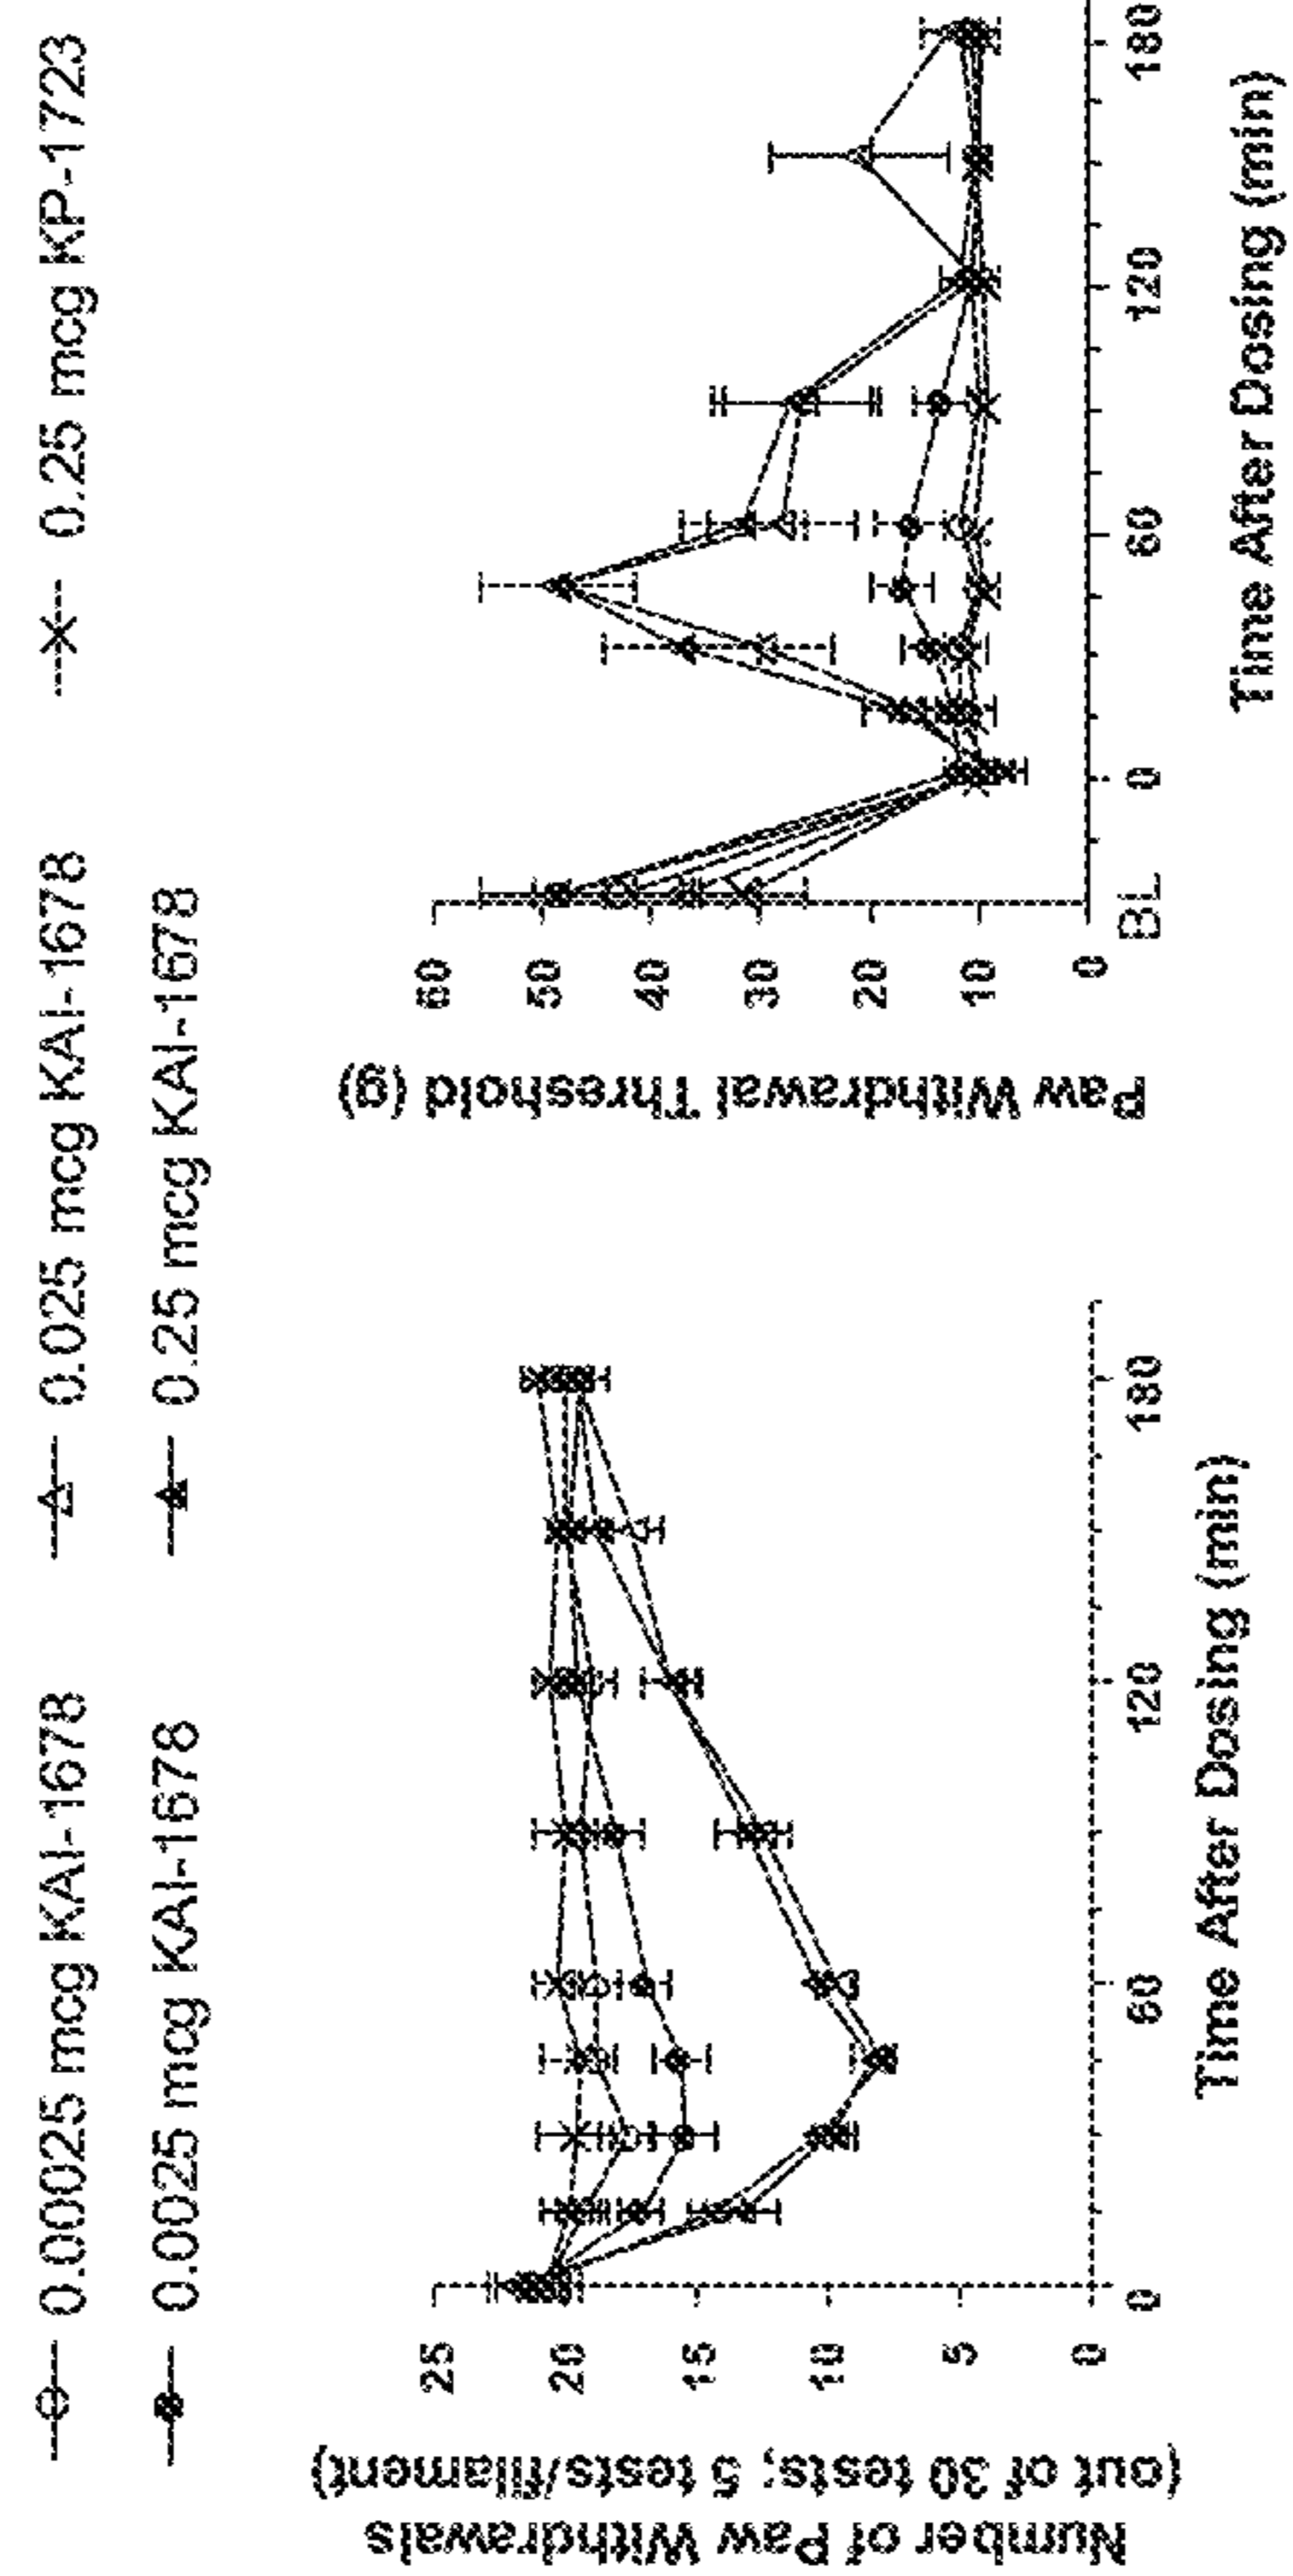 0.00025 mcg KAI-1678
0.025 mcg KAI-1678
0.25 mcg KP-1723
0.0025 mcg KAI-1678
0.25 mcg KAI-1678
Number of Paw Withdrawals
(out of 30 tests; 5 tests/filament)
25
20
15
10
5
0
0
60
120
180
Time After Dosing (min)
Paw Withdrawal Threshold (g)
60
50
40
30
20
10
0
BL
0
60
120
180
Time After Dosing (min)